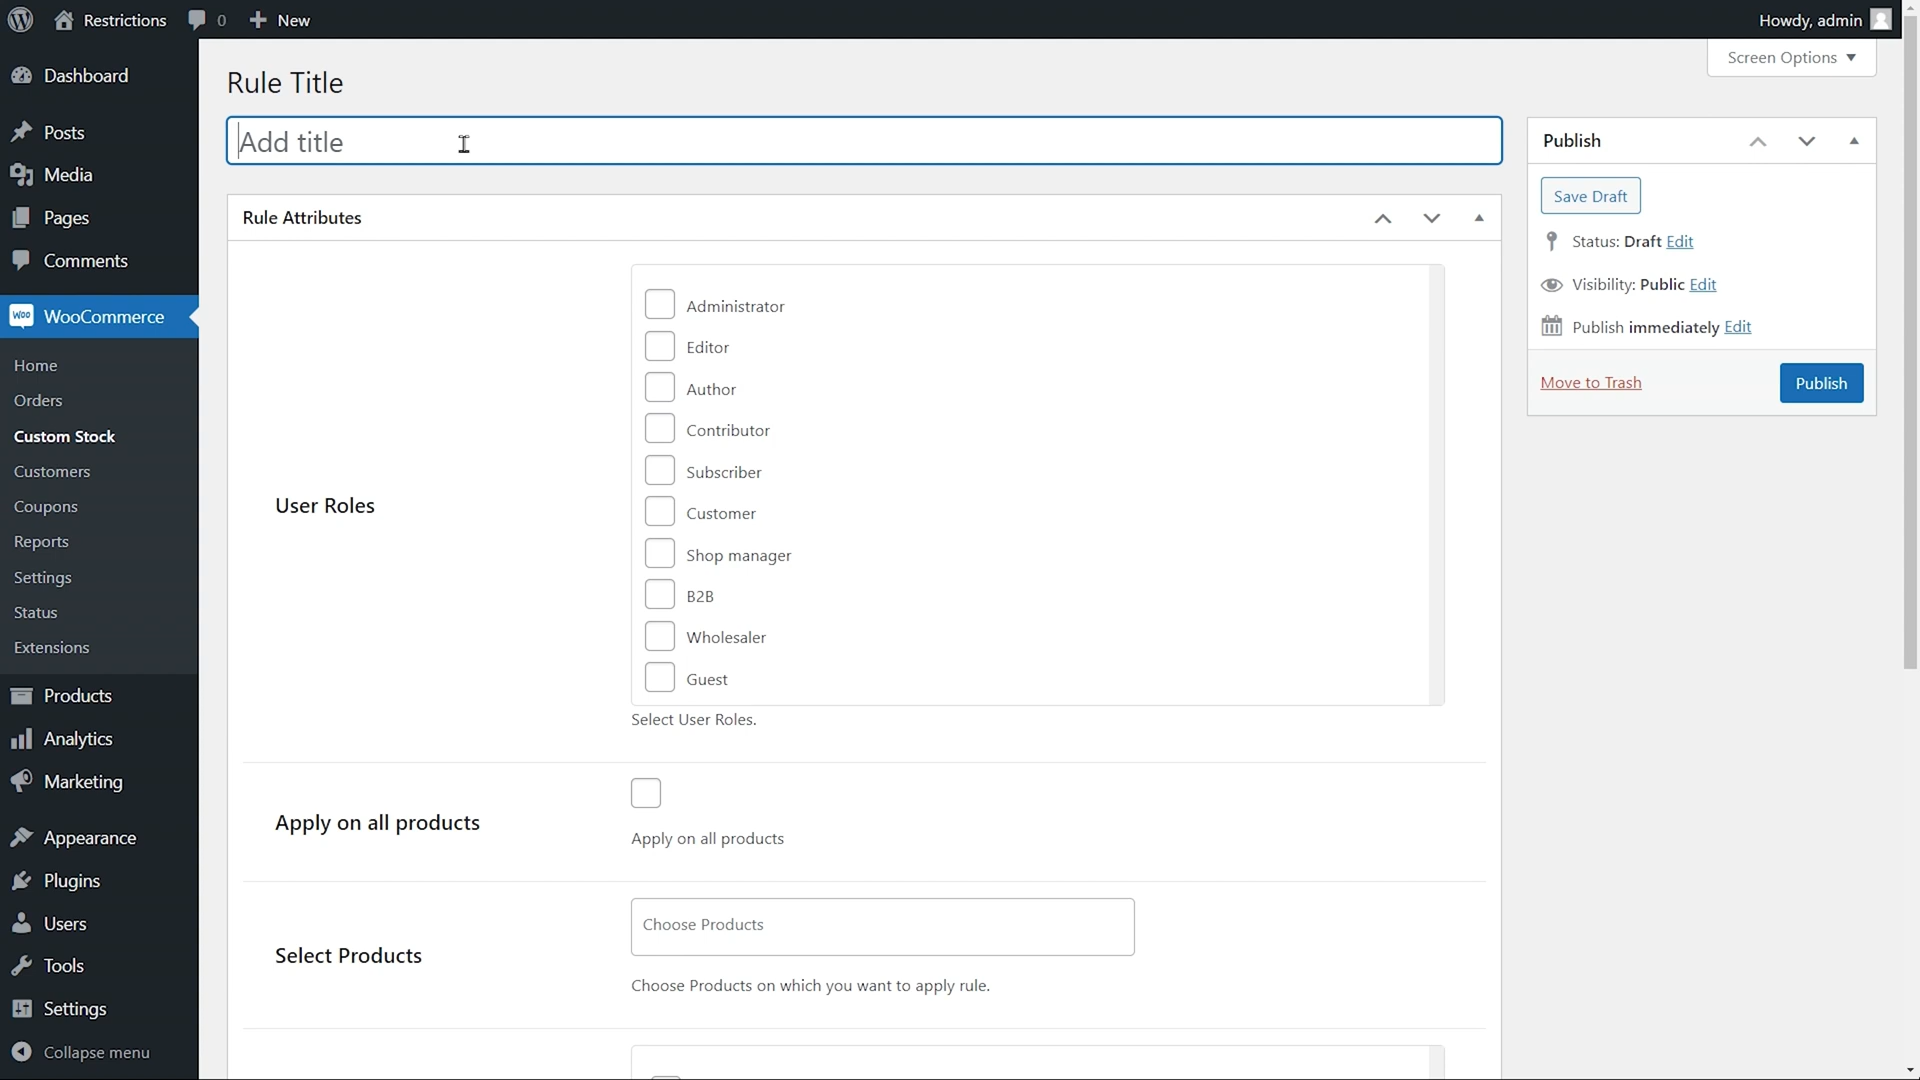 Restrictions
0
New
Howdy, admin
Screen Options
Dashboard
Posts
Media
Pages
Comments
Woo
WooCommerce
Home
Orders
Custom Stock
Customers
Coupons
Reports
Settings
Status
Extensions
Products
Analytics
Marketing
Appearance
Plugins
Users
Tools
Settings
Collapse menu
Rule Title
Add title
Rule Attributes
User Roles
Administrator
Editor
Author
Contributor
Subscriber
Customer
Shop manager
B2B
Wholesaler
Guest
Select User Roles.
Apply on all products
Apply on all products
Select Products
Choose Products
Choose Products on which you want to apply rule.
Publish
Save Draft
Status: Draft Edit
Visibility: Public Edit
Publish immediately Edit
Move to Trash
Publish